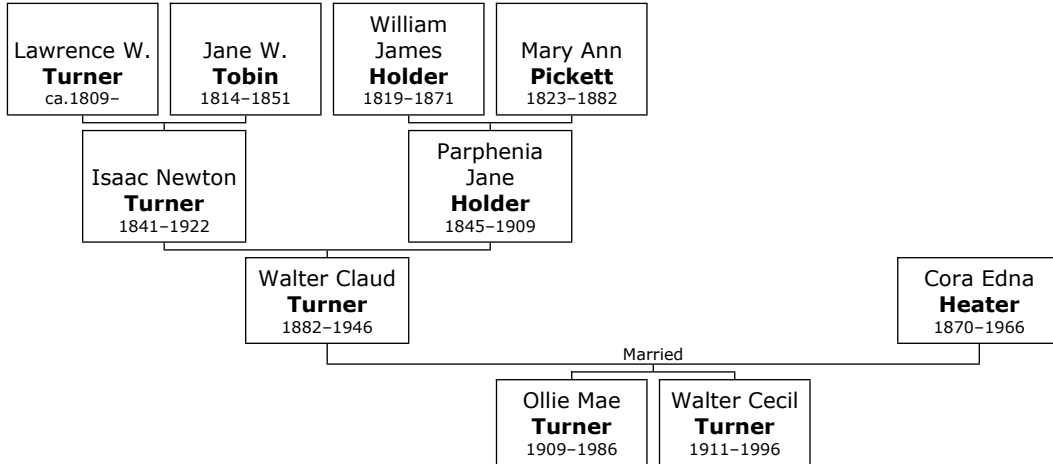 Lawrence W.
Turner
ca.1809–
Jane W.
Tobin
1814–1851
William
James
Holder
1819–1871
Mary Ann
Pickett
1823–1882
Isaac Newton
Turner
1841–1922
Parphenia
Jane
Holder
1845–1909
Walter Claud
Turner
1882–1946
Cora Edna
Heater
1870–1966
Married
Ollie Mae
Turner
1909–1986
Walter Cecil
Turner
1911–1996